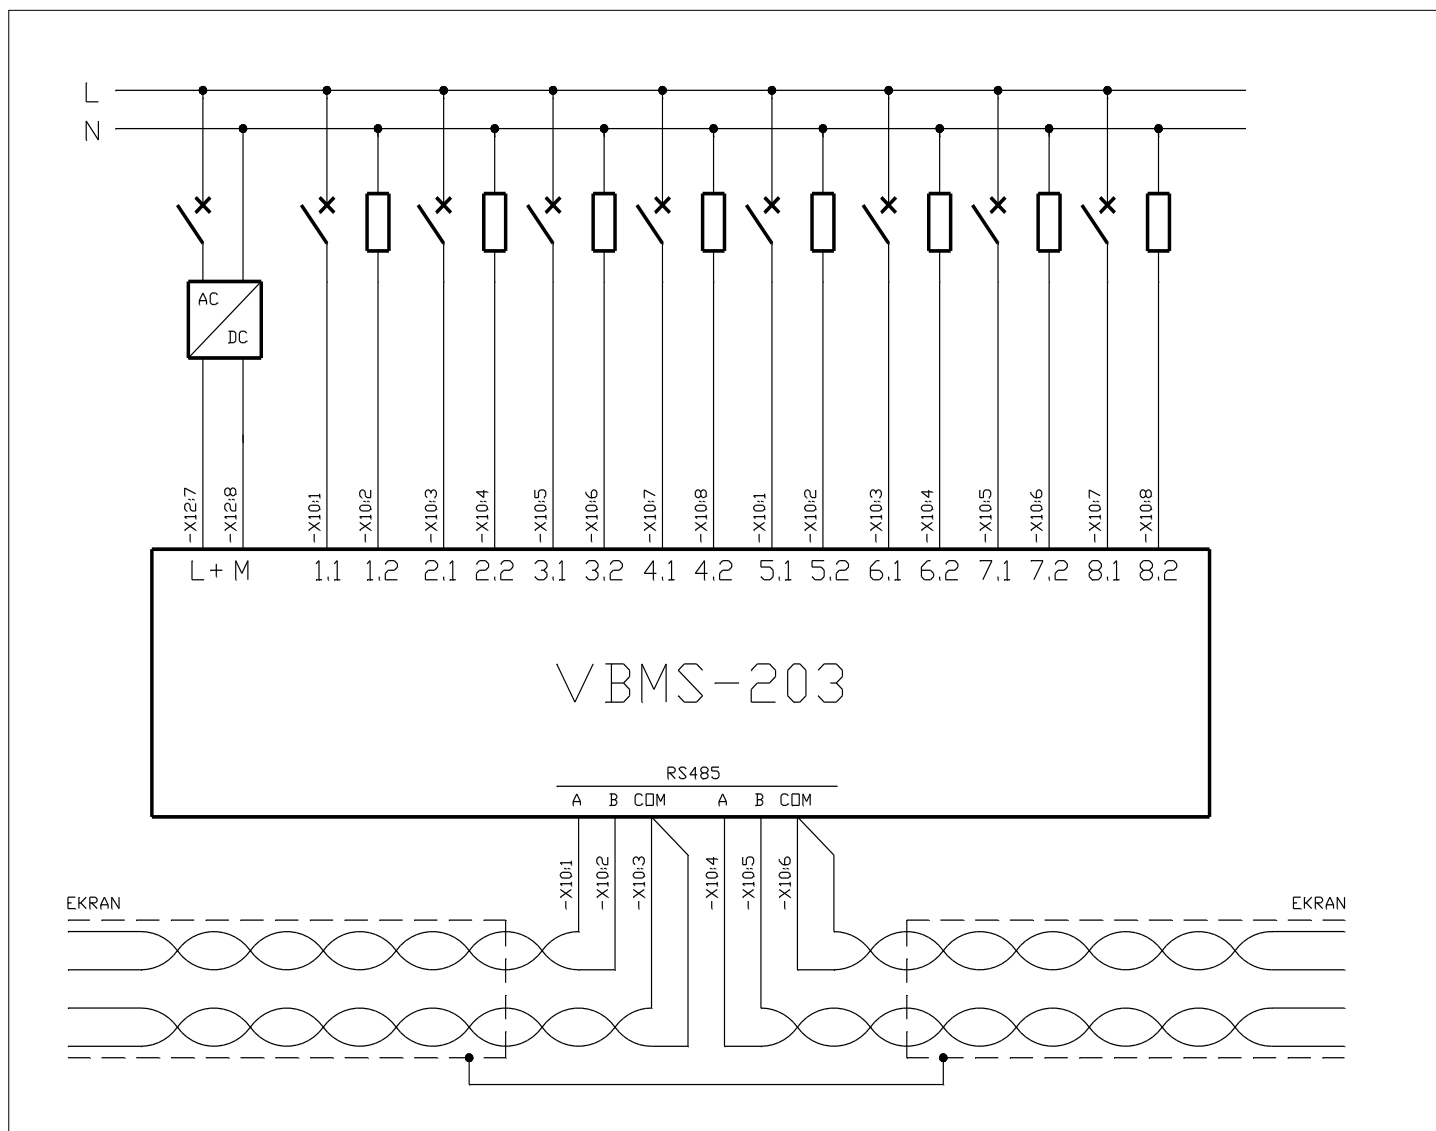 L
N
AC
DC
-X12:7 -X12:8 -X10:1 -X10:2 -X10:3 -X10:4 -X10:5 -X10:6 -X10:7 -X10:8 -X10:1 -X10:2 -X10:3 -X10:4 -X10:5 -X10:6 -X10:7 -X10:8
L+ M 1.1 1.2 2.1 2.2 3.1 3.2 4.1 4.2 5.1 5.2 6.1 6.2 7.1 7.2 8.1 8.2
VBMS-203
RS485
A B COM A B COM
-X10:1 -X10:2 -X10:3 -X10:4 -X10:5 -X10:6
EKRAN EKRAN